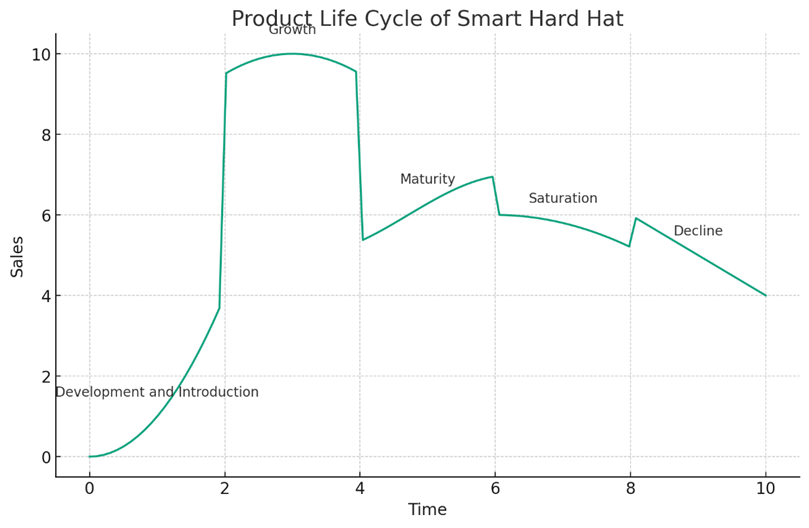 Product Life Cycle of Smart Hard Hat
Growth
10
8
Maturity
Saturation
6
Decline
Sales
4
2
Development and Introduction
0
0 2 4 6 8 10
Time